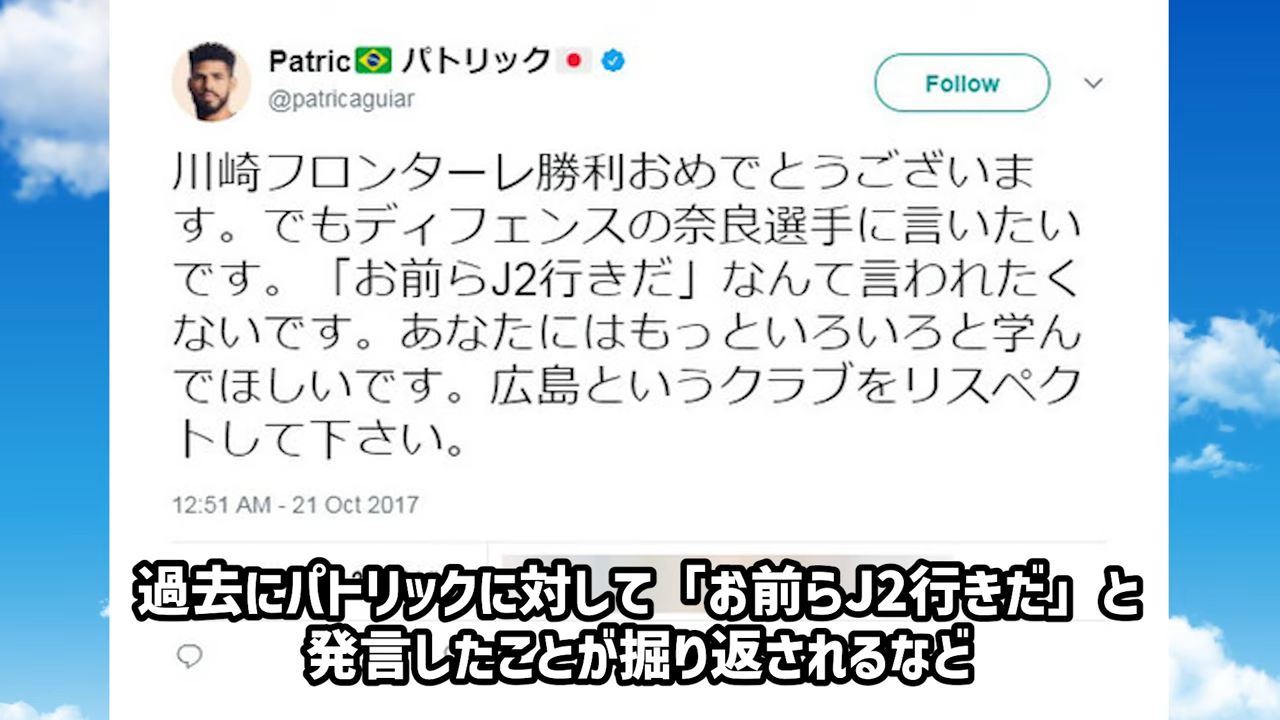 Patric🇧🇷 パトリック🇯🇵
@patricaguiar
Follow
川崎フロンターレ勝利おめでとうございま
す。でもディフェンスの奈良選手に言いたい
です。「お前らJ2行きだ」なんて言われたく
ないです。あなたにはもっといろいろと学ん
でほしいです。広島というクラブをリスペク
トして下さい。
12:51 AM - 21 Oct 2017
過去にパトリックに対して「お前らJ2行きだ」と
発言したことが掘り返されるなど